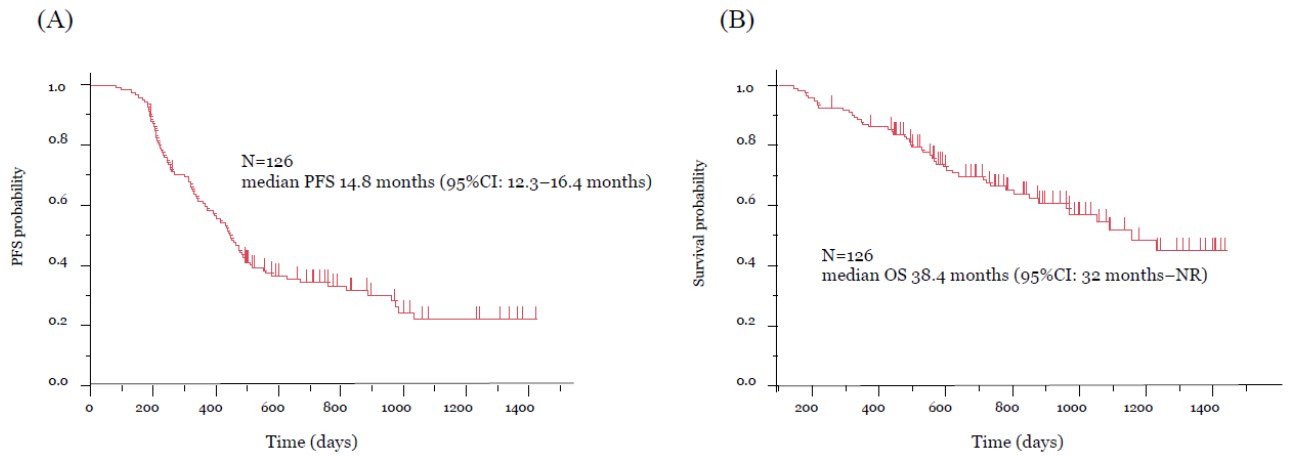 (A)
PFS probability
1.0
0.8
0.6
0.4
0.2
0.0
N=126
median PFS 14.8 months (95%CI: 12.3–16.4 months)
0 200 400 600 800 1000 1200 1400
Time (days)
(B)
Survival probability
1.0
0.8
0.6
0.4
0.2
0.0
N=126
median OS 38.4 months (95%CI: 32 months–NR)
200 400 600 800 1000 1200 1400
Time (days)